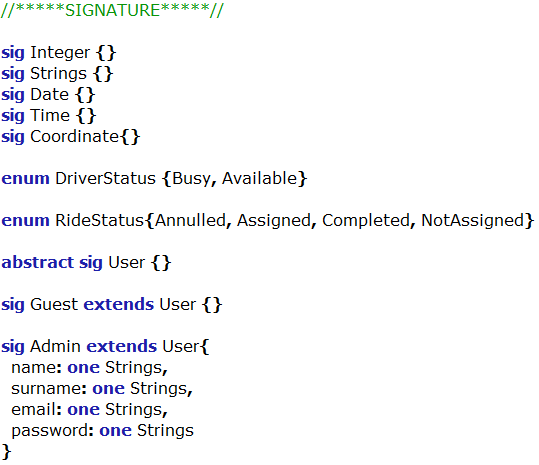 //*****SIGNATURE*****//
sig Integer {}
sig Strings {}
sig Date {}
sig Time {}
sig Coordinate{}
enum DriverStatus {Busy, Available}
enum RideStatus{Annulled, Assigned, Completed, NotAssigned}
abstract sig User {}
sig Guest extends User {}
sig Admin extends User{
name: one Strings,
surname: one Strings,
email: one Strings,
password: one Strings
}